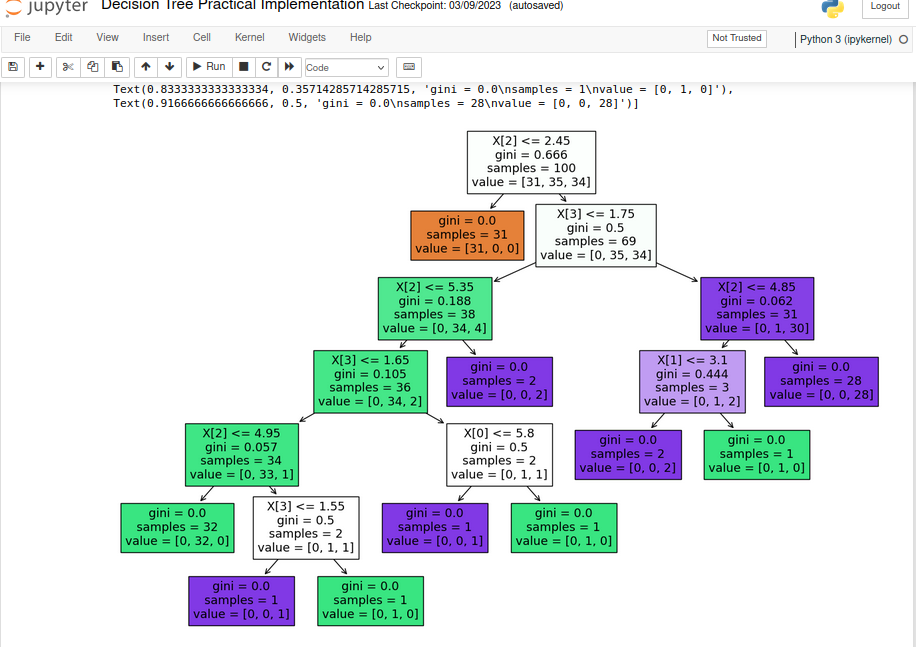 jupyter Decision Tree Practical Implementation Last Checkpoint: 03/09/2023 (autosaved)
Logout
File Edit View Insert Cell Kernel Widgets Help
Not Trusted
Python 3 (ipykernel)
Run
Code
Text(0.8333333333333334, 0.35714285714285715, 'gini = 0.0\nsamples = 1\nvalue = [0, 1, 0]'),
Text(0.9166666666666666, 0.5, 'gini = 0.0\nsamples = 28\nvalue = [0, 0, 28]')]
X[2] <= 2.45
gini = 0.666
samples = 100
value = [31, 35, 34]
gini = 0.0
samples = 31
value = [31, 0, 0]
X[3] <= 1.75
gini = 0.5
samples = 69
value = [0, 35, 34]
X[2] <= 5.35
gini = 0.188
samples = 38
value = [0, 34, 4]
X[2] <= 4.85
gini = 0.062
samples = 31
value = [0, 1, 30]
X[3] <= 1.65
gini = 0.105
samples = 36
value = [0, 34, 2]
gini = 0.0
samples = 2
value = [0, 0, 2]
X[1] <= 3.1
gini = 0.444
samples = 3
value = [0, 1, 2]
gini = 0.0
samples = 28
value = [0, 0, 28]
X[2] <= 4.95
gini = 0.057
samples = 34
value = [0, 33, 1]
X[0] <= 5.8
gini = 0.5
samples = 2
value = [0, 1, 1]
gini = 0.0
samples = 2
value = [0, 0, 2]
gini = 0.0
samples = 1
value = [0, 1, 0]
gini = 0.0
samples = 32
value = [0, 32, 0]
X[3] <= 1.55
gini = 0.5
samples = 2
value = [0, 1, 1]
gini = 0.0
samples = 1
value = [0, 0, 1]
gini = 0.0
samples = 1
value = [0, 1, 0]
gini = 0.0
samples = 1
value = [0, 0, 1]
gini = 0.0
samples = 1
value = [0, 1, 0]